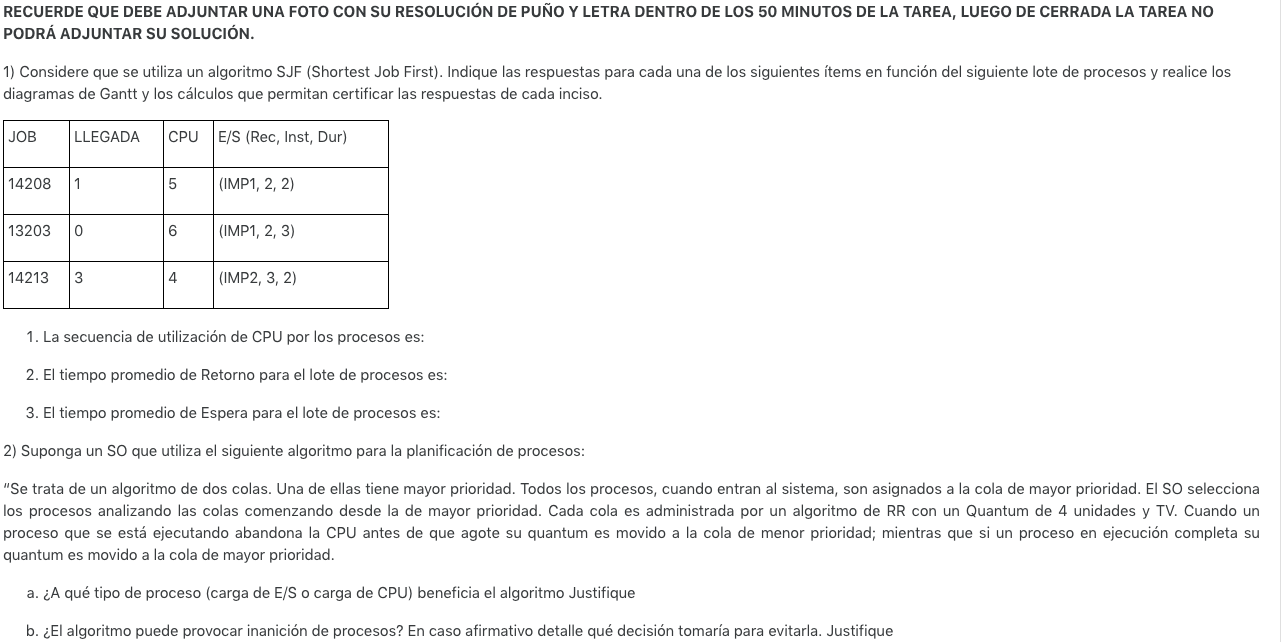 RECUERDE QUE DEBE ADJUNTAR UNA FOTO CON SU RESOLUCIÓN DE PUÑO Y LETRA DENTRO DE LOS 50 MINUTOS DE LA TAREA, LUEGO DE CERRADA LA TAREA NO
PODRÁ ADJUNTAR SU SOLUCIÓN.
1) Considere que se utiliza un algoritmo SJF (Shortest Job First). Indique las respuestas para cada una de los siguientes ítems en función del siguiente lote de procesos y realice los
diagramas de Gantt y los cálculos que permitan certificar las respuestas de cada inciso.
JOB LLEGADA CPU E/S (Rec, Inst, Dur)
14208 1 5 (IMP1, 2, 2)
13203 0 6 (IMP1, 2, 3)
14213 3 4 (IMP2, 3, 2)
1. La secuencia de utilización de CPU por los procesos es:
2. El tiempo promedio de Retorno para el lote de procesos es:
3. El tiempo promedio de Espera para el lote de procesos es:
2) Suponga un SO que utiliza el siguiente algoritmo para la planificación de procesos:
“Se trata de un algoritmo de dos colas. Una de ellas tiene mayor prioridad. Todos los procesos, cuando entran al sistema, son asignados a la cola de mayor prioridad. El SO selecciona
los procesos analizando las colas comenzando desde la de mayor prioridad. Cada cola es administrada por un algoritmo de RR con un Quantum de 4 unidades y TV. Cuando un
proceso que se está ejecutando abandona la CPU antes de que agote su quantum es movido a la cola de menor prioridad; mientras que si un proceso en ejecución completa su
quantum es movido a la cola de mayor prioridad.
a. ¿A qué tipo de proceso (carga de E/S o carga de CPU) beneficia el algoritmo Justifique
b. ¿El algoritmo puede provocar inanición de procesos? En caso afirmativo detalle qué decisión tomaría para evitarla. Justifique